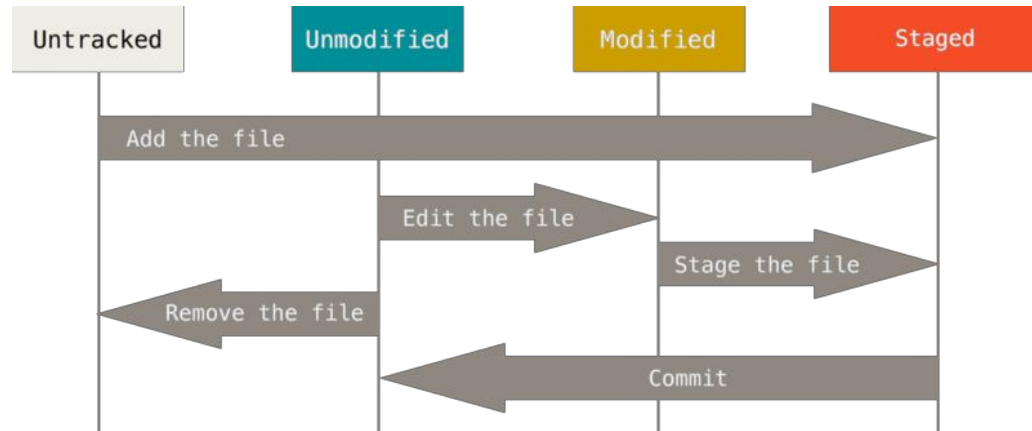 Untracked
Unmodified
Modified
Staged
Add the file
Edit the file
Stage the file
Remove the file
Commit